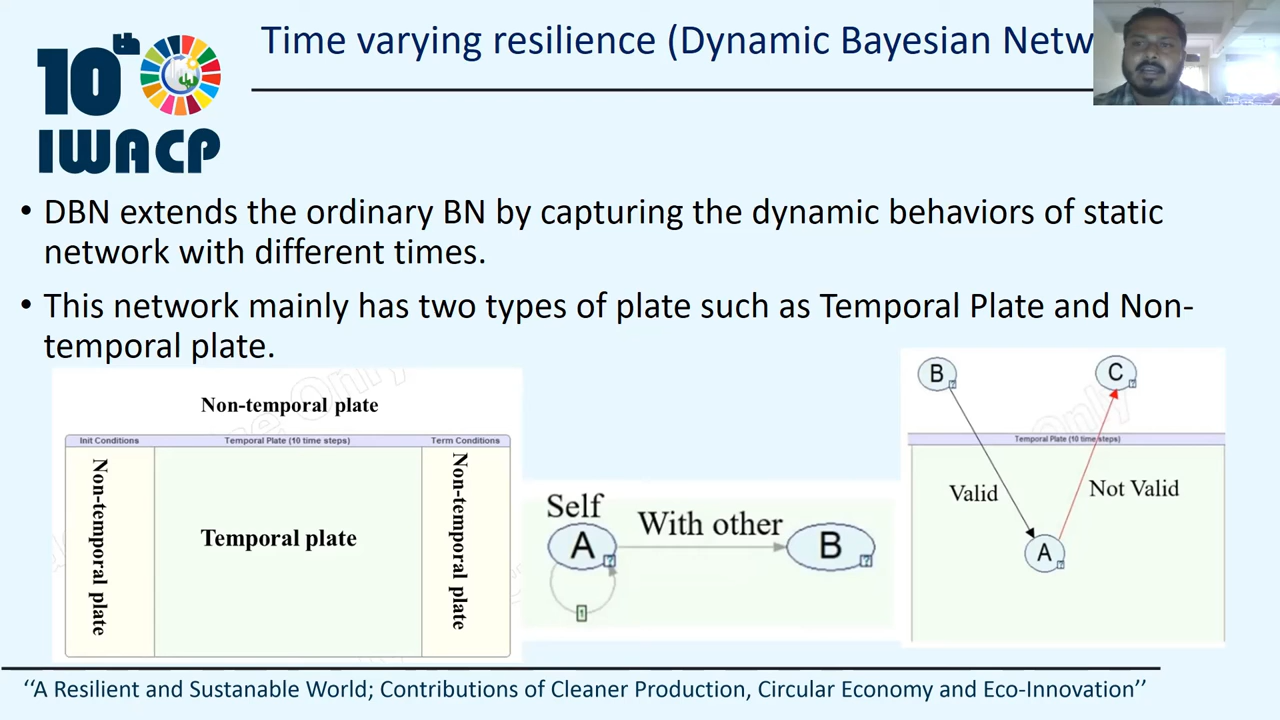 Time varying resilience (Dynamic Bayesian Netw
10th
IWACP
• DBN extends the ordinary BN by capturing the dynamic behaviors of static
network with different times.
• This network mainly has two types of plate such as Temporal Plate and Non-
temporal plate.
Non-temporal plate
Init Conditions
Temporal Plate (10 time steps)
Term Conditions
Non-temporal plate
Temporal plate
Non-temporal plate
Self
A
1
With other
B
B
C
Temporal Plate (10 time steps)
Valid
Not Valid
A
‘‘A Resilient and Sustanable World; Contributions of Cleaner Production, Circular Economy and Eco-Innovation’’